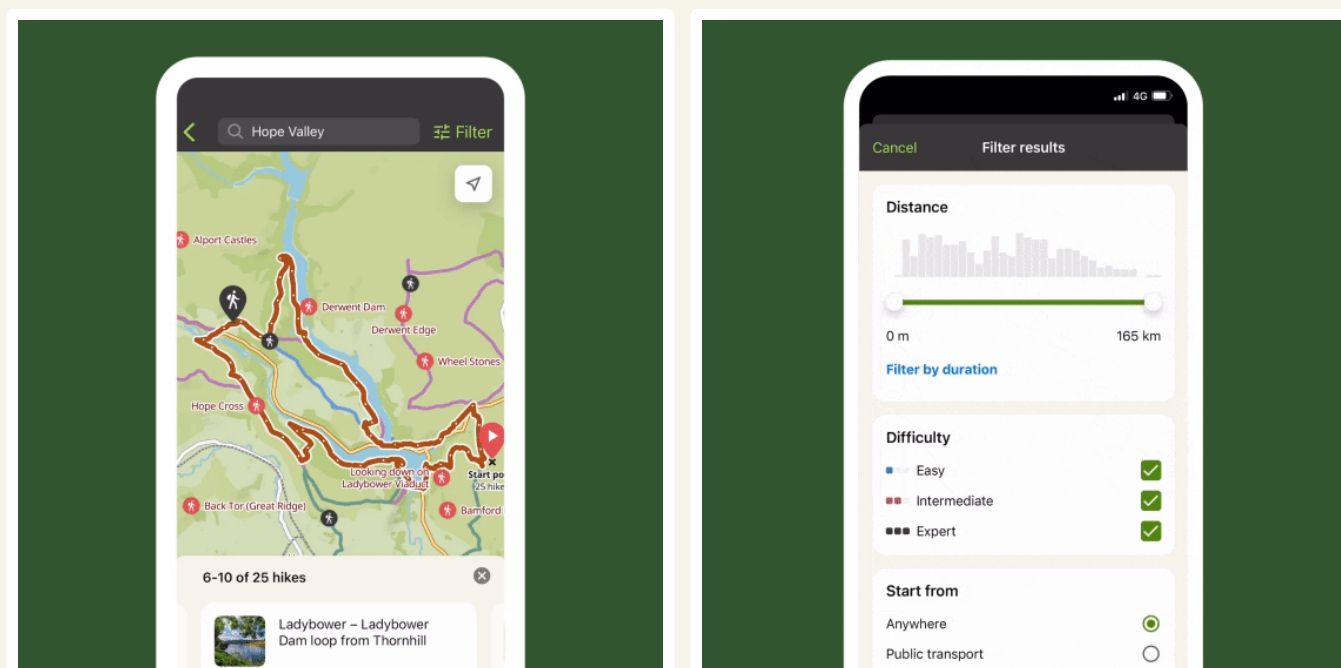 Hope Valley
Filter
Alport Castles
Derwent Dam
Derwent Edge
Wheel Stones
Hope Cross
Looking down on
Ladybower Viaduct
Start po
25 hike
Back Tor (Great Ridge)
Bamford
6-10 of 25 hikes
Ladybower – Ladybower
Dam loop from Thornhill
4G
Cancel
Filter results
Distance
0 m
165 km
Filter by duration
Difficulty
Easy
Intermediate
Expert
Start from
Anywhere
Public transport